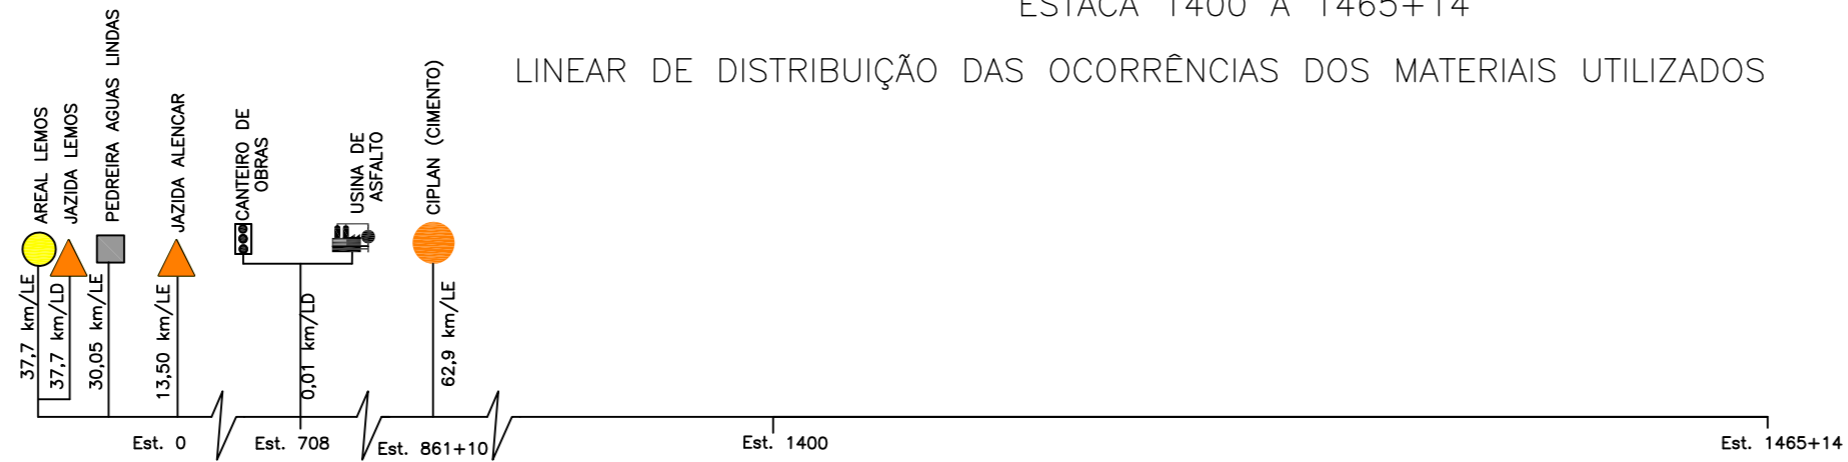 ESTACA 1400 A 1465+14
LINEAR DE DISTRIBUIÇÃO DAS OCORRÊNCIAS DOS MATERIAIS UTILIZADOS
AREAL LEMOS
JAZIDA LEMOS
PEDREIRA AGUAS LINDAS
JAZIDA ALENCAR
CANTEIRO DE
OBRAS
USINA DE
ASFALTO
CIPLAN (CIMENTO)
37,7 km/LE
37,7 km/LD
30,05 km/LE
13,50 km/LE
0,01 km/LD
62,9 km/LE
Est. 0
Est. 708
Est. 861+10
Est. 1400
Est. 1465+14